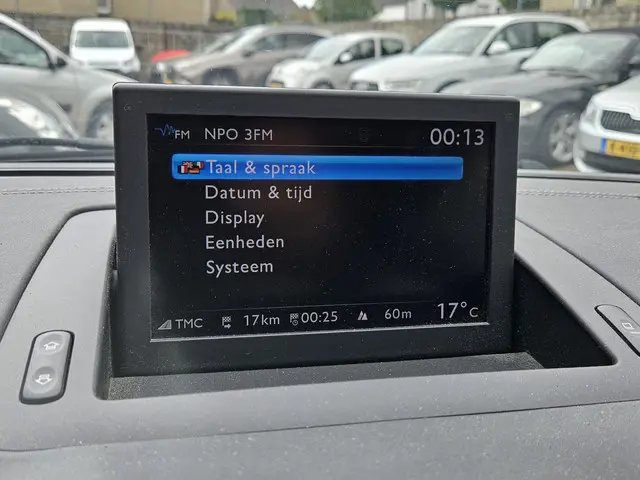 FM NPO 3FM 00:13
Taal & spraak
Datum & tijd
Display
Eenheden
Systeem
TMC 17km 00:25 60m 17°C